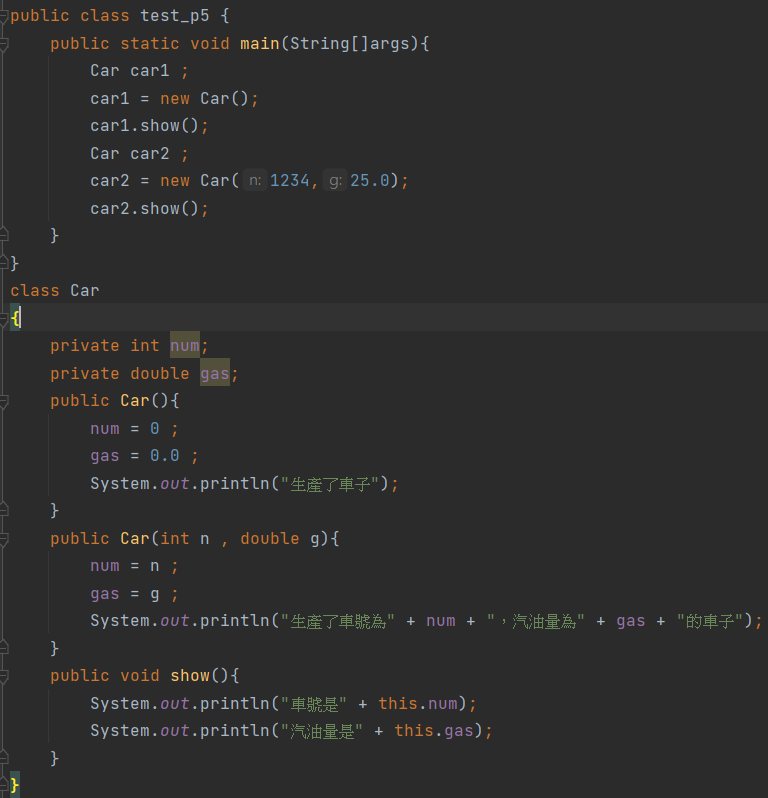 public class test_p5 {
    public static void main(String[]args){
        Car car1 ;
        car1 = new Car();
        car1.show();
        Car car2 ;
        car2 = new Car( n: 1234, g: 25.0);
        car2.show();
    }
}
class Car
{
    private int num;
    private double gas;
    public Car(){
        num = 0 ;
        gas = 0.0 ;
        System.out.println("生產了車子");
    }
    public Car(int n , double g){
        num = n ;
        gas = g ;
        System.out.println("生產了車號為" + num + "，汽油量為" + gas + "的車子");
    }
    public void show(){
        System.out.println("車號是" + this.num);
        System.out.println("汽油量是" + this.gas);
    }
}